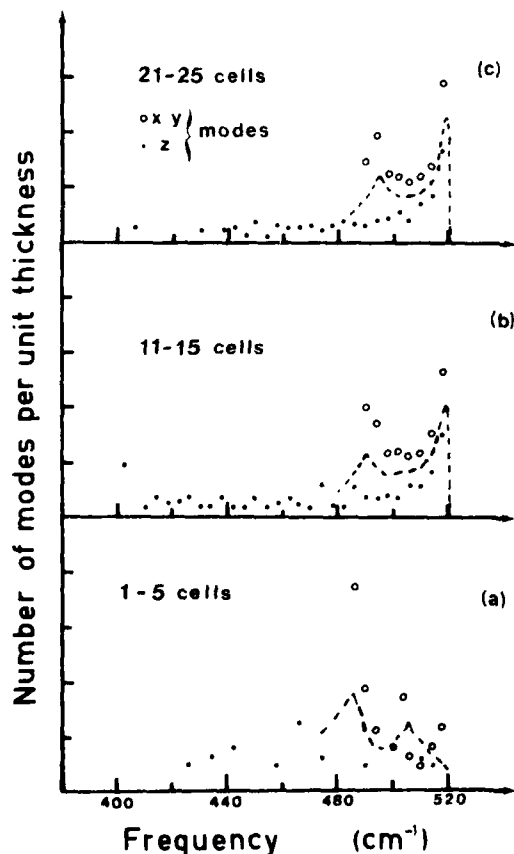 Number of modes per unit thickness
21-25 cells
(c)
o x y
. z
} modes
11-15 cells
(b)
1-5 cells
(a)
400
440
480
520
Frequency (cm⁻¹)